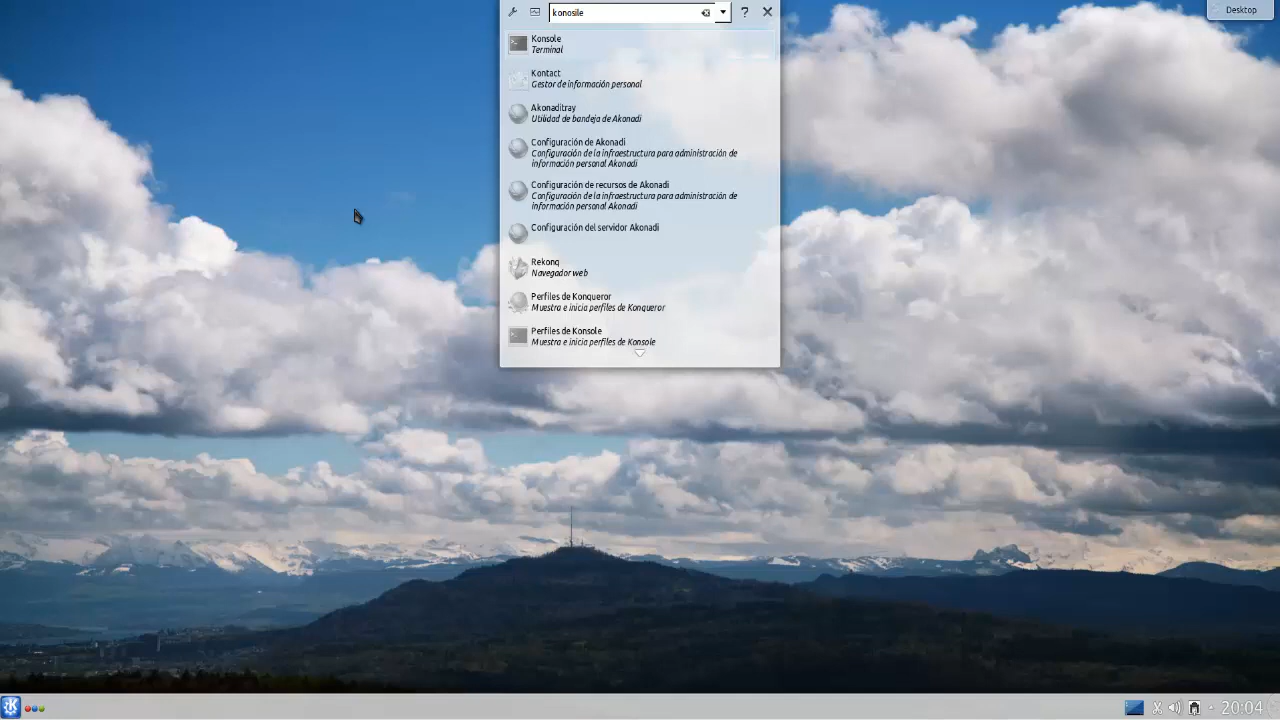 konosile
?
Desktop
Konsole
Terminal
Kontact
Gestor de información personal
Akonaditray
Utilidad de bandeja de Akonadi
Configuración de Akonadi
Configuración de la infraestructura para administración de
información personal Akonadi
Configuración de recursos de Akonadi
Configuración de la infraestructura para administración de
información personal Akonadi
Configuración del servidor Akonadi
Rekonq
Navegador web
Perfiles de Konqueror
Muestra e inicia perfiles de Konqueror
Perfiles de Konsole
Muestra e inicia perfiles de Konsole
20:04